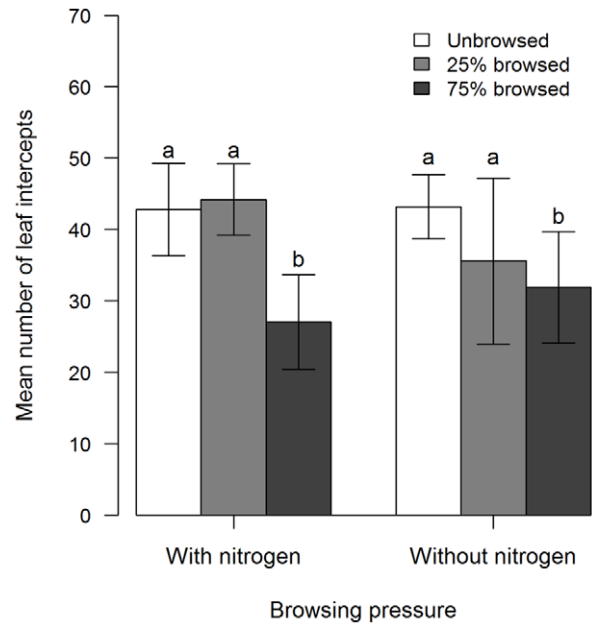 Mean number of leaf intercepts
70
60
50
40
30
20
10
0
Unbrowsed
25% browsed
75% browsed
a
a
b
a
a
b
With nitrogen
Without nitrogen
Browsing pressure